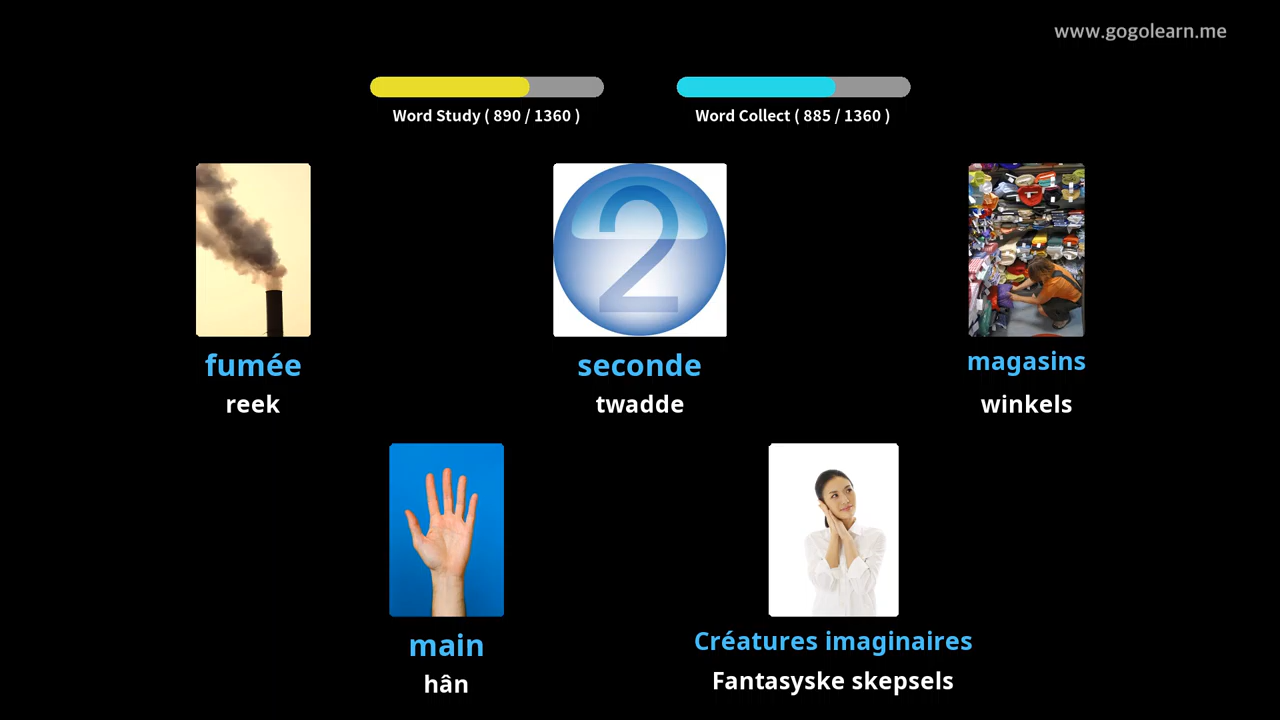 www.gogolearn.me
Word Study ( 890 / 1360 )
Word Collect ( 885 / 1360 )
2
fumée
seconde
magasins
reek
twadde
winkels
main
Créatures imaginaires
hân
Fantasyske skepsels